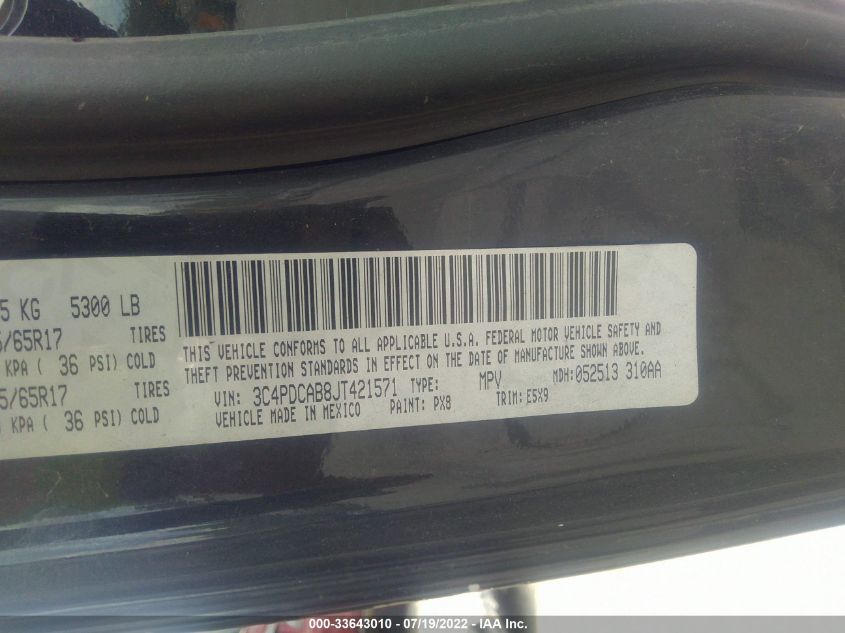 5 KG 5300 LB
5/65R17 TIRES
KPA ( 36 PSI) COLD
5/65R17 TIRES
KPA ( 36 PSI) COLD
THIS VEHICLE CONFORMS TO ALL APPLICABLE U.S.A. FEDERAL MOTOR VEHICLE SAFETY AND
THEFT PREVENTION STANDARDS IN EFFECT ON THE DATE OF MANUFACTURE SHOWN ABOVE.
VIN: 3C4PDCAB8JT421571 TYPE: MPV MDH: 052513 310AA
VEHICLE MADE IN MEXICO PAINT: PX8 TRIM: E5X9
000-33643010 - 07/19/2022 - IAA Inc.